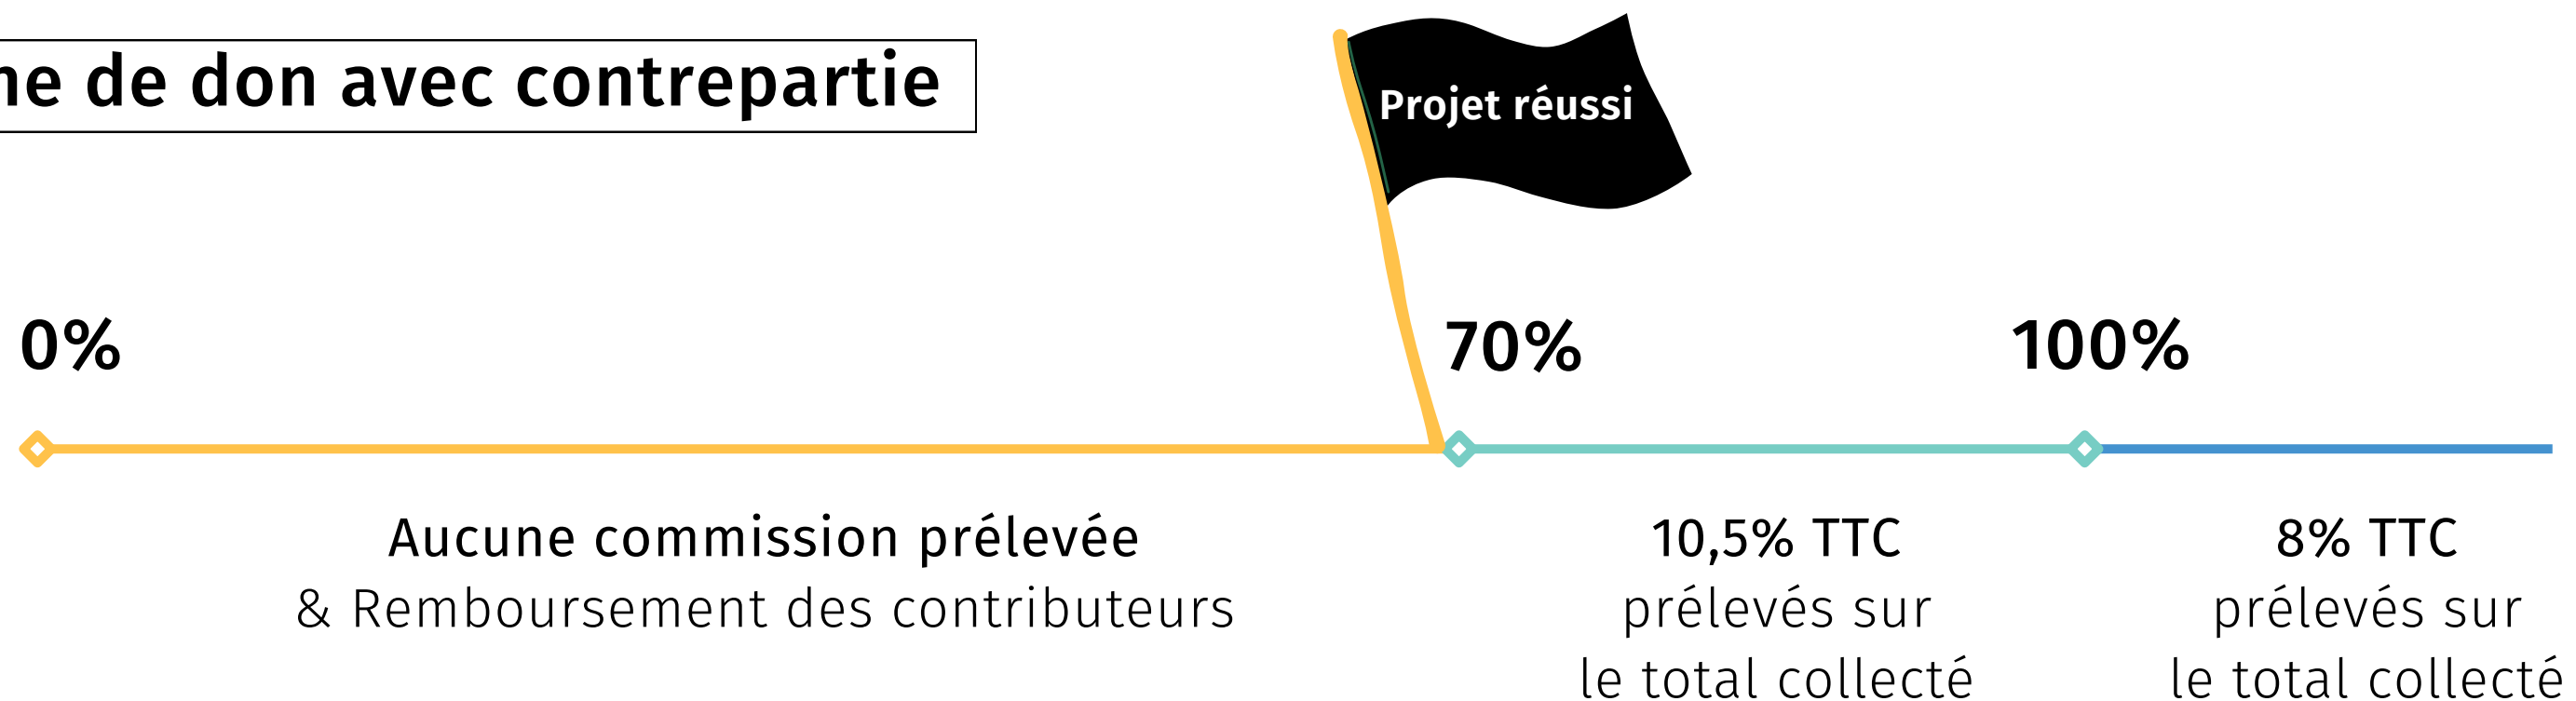 de don avec contrepartie
Projet réussi
0%
70%
100%
Aucune commission prélevée
& Remboursement des contributeurs
10,5% TTC
prélevés sur
le total collecté
8% TTC
prélevés sur
le total collecté